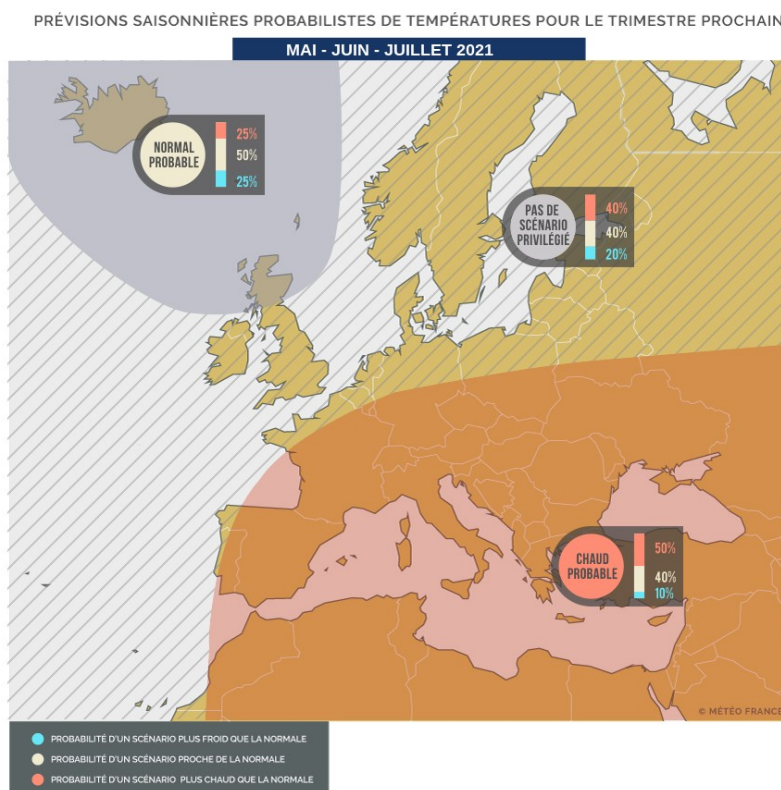 PRÉVISIONS SAISONNIÈRES PROBABILISTES DE TEMPÉRATURES POUR LE TRIMESTRE PROCHAIN
MAI - JUIN - JUILLET 2021
NORMAL
PROBABLE
25%
50%
25%
PAS DE
SCÉNARIO
PRIVILÉGIÉ
40%
40%
20%
CHAUD
PROBABLE
50%
40%
10%
© MÉTÉO FRANCE
PROBABILITÉ D'UN SCÉNARIO PLUS FROID QUE LA NORMALE
PROBABILITÉ D'UN SCÉNARIO PROCHE DE LA NORMALE
PROBABILITÉ D'UN SCÉNARIO PLUS CHAUD QUE LA NORMALE